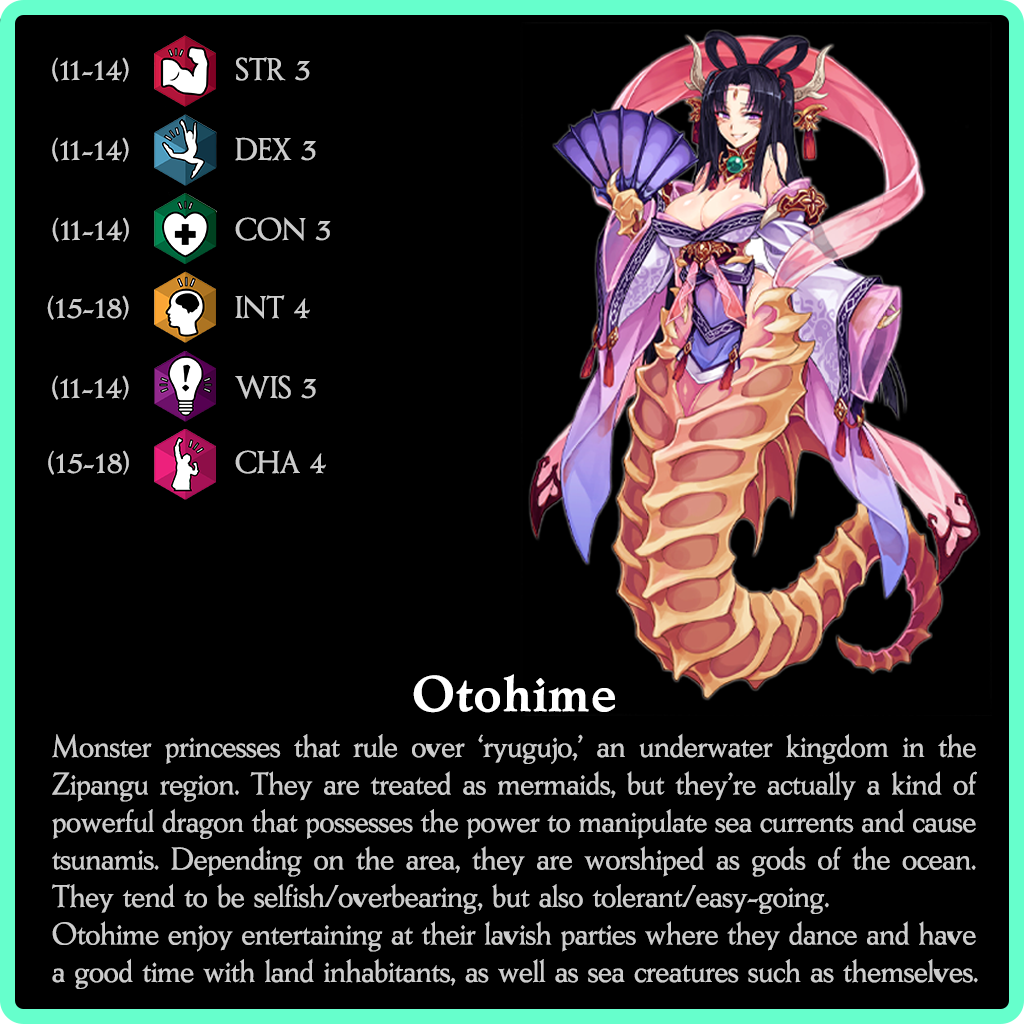 (11-14) STR 3
(11-14) DEX 3
(11-14) CON 3
(15-18) INT 4
(11-14) WIS 3
(15-18) CHA 4
Otohime
Monster princesses that rule over ‘ryugujo,’ an underwater kingdom in the
Zipangu region. They are treated as mermaids, but they’re actually a kind of
powerful dragon that possesses the power to manipulate sea currents and cause
tsunamis. Depending on the area, they are worshiped as gods of the ocean.
They tend to be selfish/overbearing, but also tolerant/easy-going.
Otohime enjoy entertaining at their lavish parties where they dance and have
a good time with land inhabitants, as well as sea creatures such as themselves.